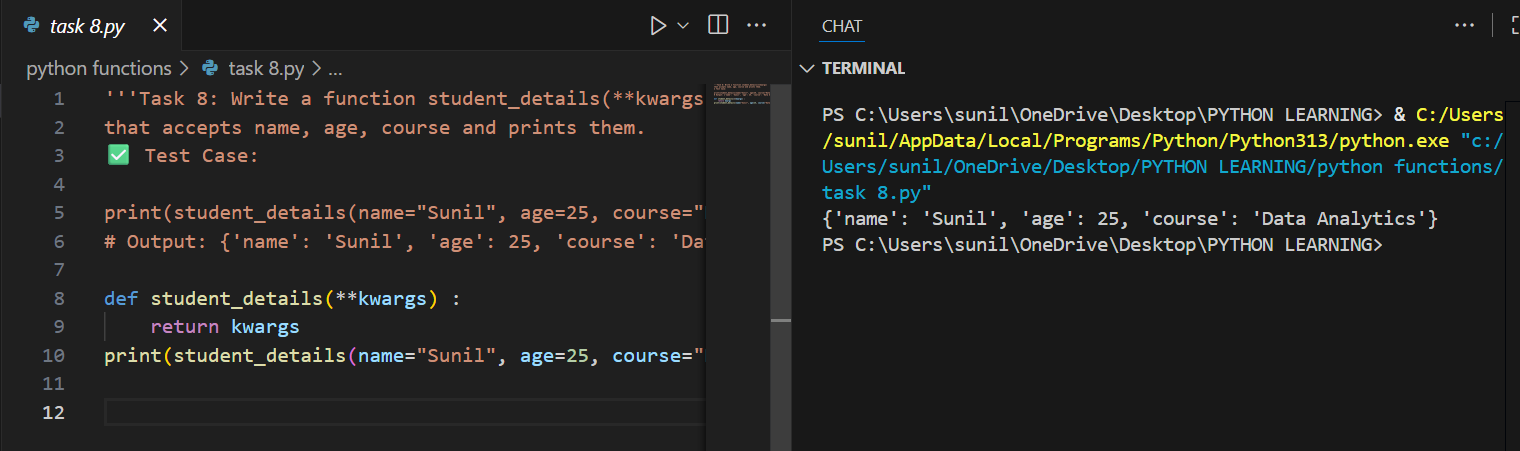 task 8.py
python functions > task 8.py > ...
1 '''Task 8: Write a function student_details(**kwargs
2 that accepts name, age, course and prints them.
3 ✅ Test Case:
4
5 print(student_details(name="Sunil", age=25, course="
6 # Output: {'name': 'Sunil', 'age': 25, 'course': 'Da
7
8 def student_details(**kwargs) :
9 return kwargs
10 print(student_details(name="Sunil", age=25, course="
11
12
CHAT
TERMINAL
PS C:\Users\sunil\OneDrive\Desktop\PYTHON LEARNING> & C:/Users
/sunil/AppData/Local/Programs/Python/Python313/python.exe "c:/
Users/sunil/OneDrive/Desktop/PYTHON LEARNING/python functions/
task 8.py"
{'name': 'Sunil', 'age': 25, 'course': 'Data Analytics'}
PS C:\Users\sunil\OneDrive\Desktop\PYTHON LEARNING>